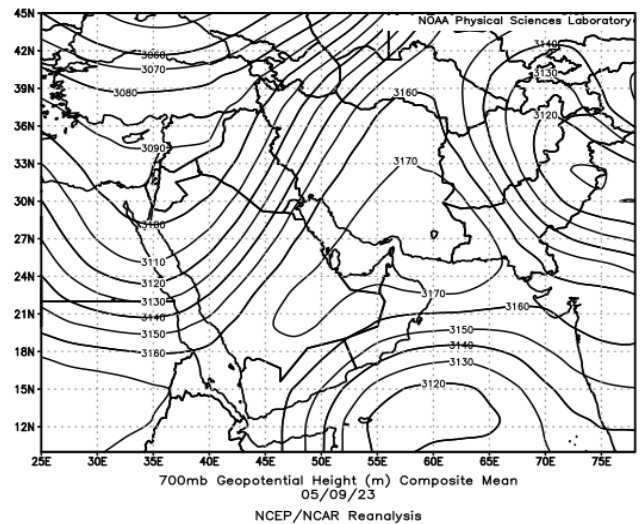 NOAA Physical Sciences Laboratory
45N
42N
39N
36N
33N
30N
27N
24N
21N
18N
15N
12N
3060
3070
3080
3090
3100
3110
3120
3130
3140
3150
3160
3140
3130
3120
3160
3170
3170
3160
3150
3140
3130
3120
25E 30E 35E 40E 45E 50E 55E 60E 65E 70E 75E
700mb Geopotential Height (m) Composite Mean
05/09/23
NCEP/NCAR Reanalysis